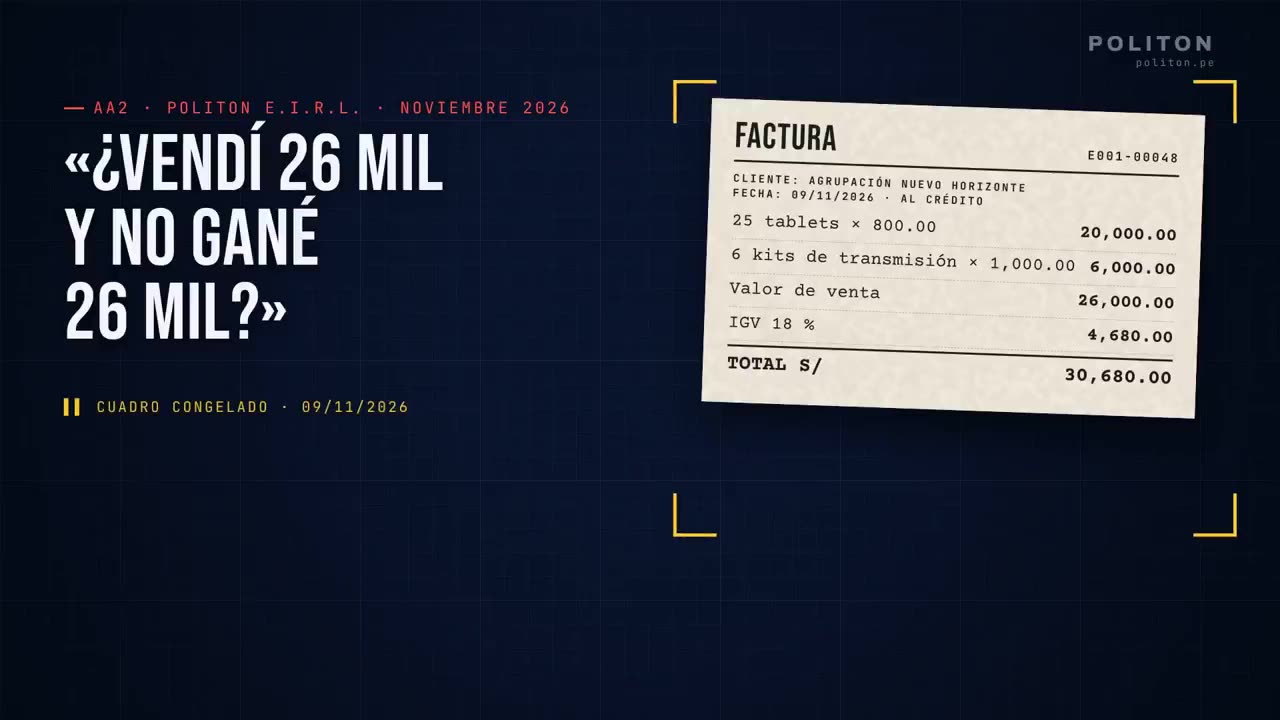 POLITON
politon.pe
— AA2 · POLITON E.I.R.L. · NOVIEMBRE 2026
«¿VENDÍ 26 MIL
Y NO GANÉ
26 MIL?»
CUADRO CONGELADO · 09/11/2026
FACTURA
E001-00048
CLIENTE: AGRUPACIÓN NUEVO HORIZONTE
FECHA: 09/11/2026 · AL CRÉDITO
25 tablets × 800.00 20,000.00
6 kits de transmisión × 1,000.00 6,000.00
Valor de venta 26,000.00
IGV 18 % 4,680.00
TOTAL S/ 30,680.00